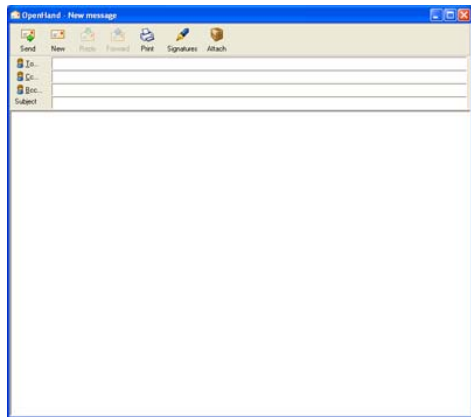 OpenHand - New message
Send New Reply Forward Print Signatures Attach
To...
Cc...
Bcc...
Subject